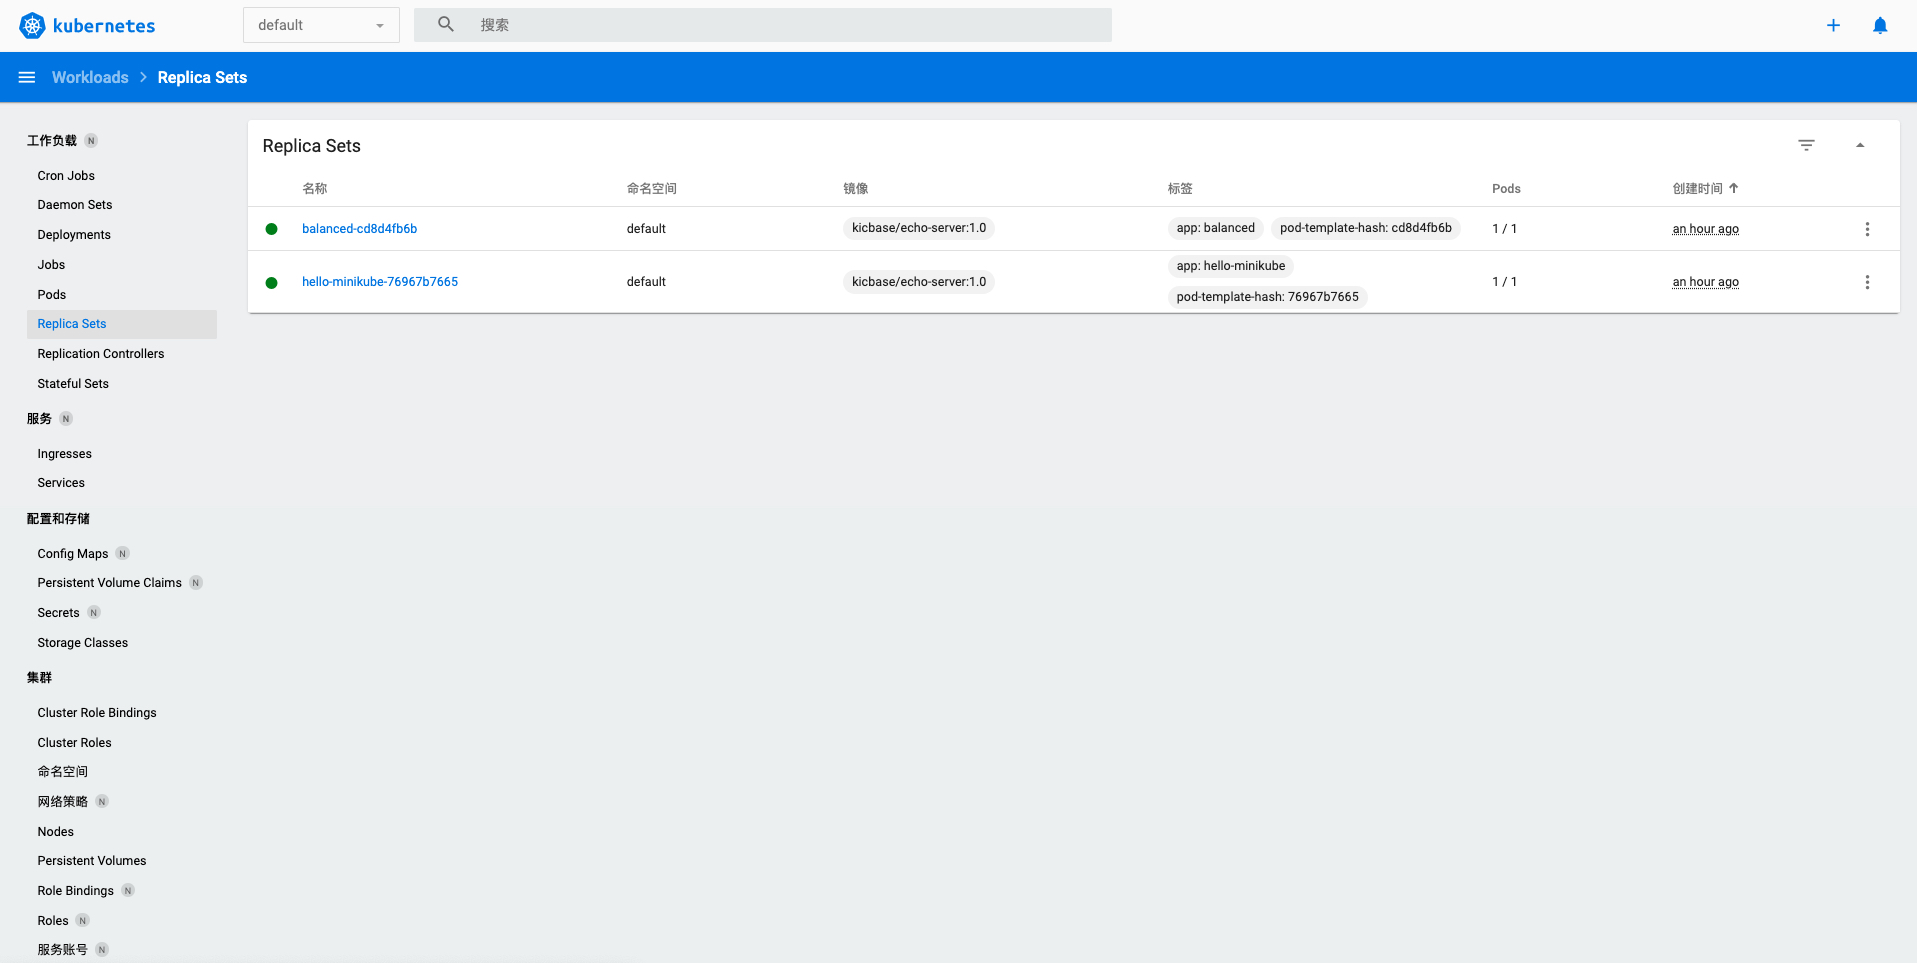 kubernetes
default
搜索
Workloads > Replica Sets
工作负载 N
Cron Jobs
Daemon Sets
Deployments
Jobs
Pods
Replica Sets
Replication Controllers
Stateful Sets
服务 N
Ingresses
Services
配置和存储
Config Maps N
Persistent Volume Claims N
Secrets N
Storage Classes
集群
Cluster Role Bindings
Cluster Roles
命名空间
网络策略 N
Nodes
Persistent Volumes
Role Bindings N
Roles N
服务账号 N
Replica Sets
名称 命名空间 镜像 标签 Pods 创建时间
balanced-cd8d4fb6b default kicbase/echo-server:1.0 app: balanced pod-template-hash: cd8d4fb6b 1 / 1 an hour ago
hello-minikube-76967b7665 default kicbase/echo-server:1.0 app: hello-minikube 1 / 1 an hour ago
pod-template-hash: 76967b7665